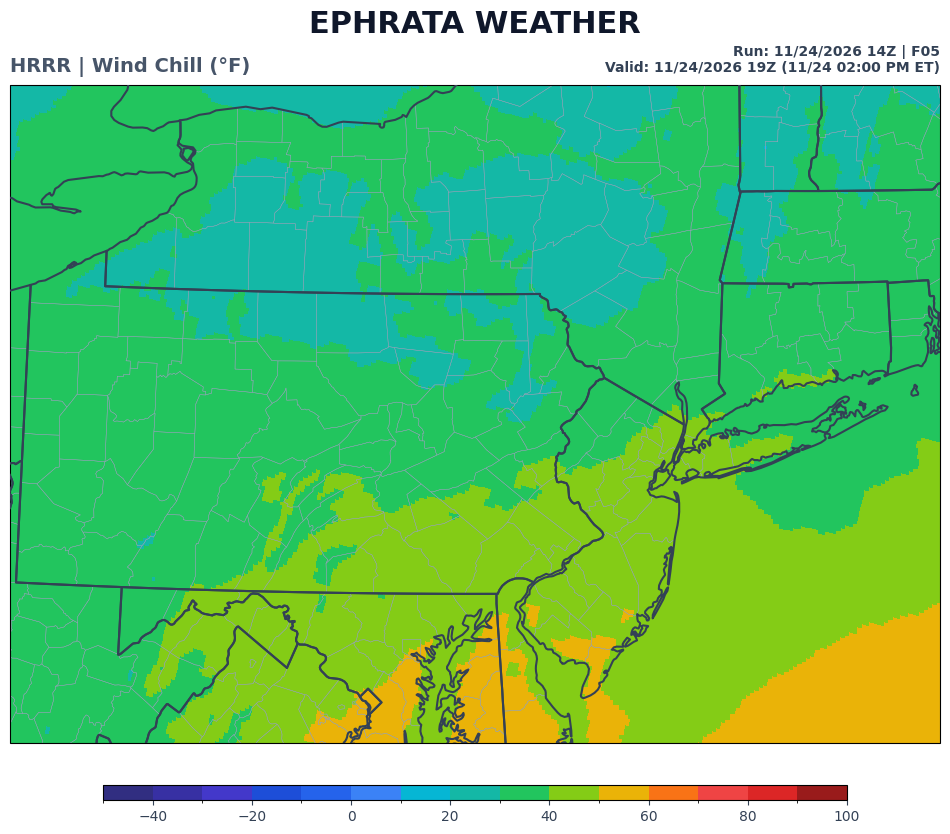 EPHRATA WEATHER
HRRR | Wind Chill (°F)
Run: 11/24/2026 14Z | F05
Valid: 11/24/2026 19Z (11/24 02:00 PM ET)
−40 −20 0 20 40 60 80 100